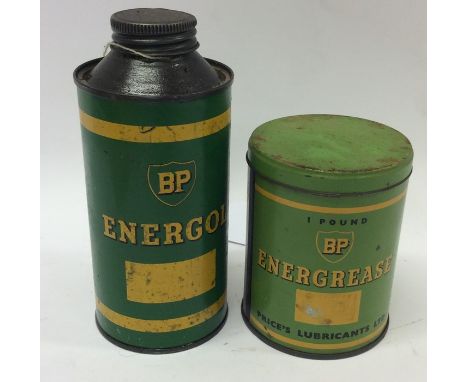 BP
ENERGOL
1 POUND
BP
ENERGREASE
PRICE'S LUBRICANTS LTD